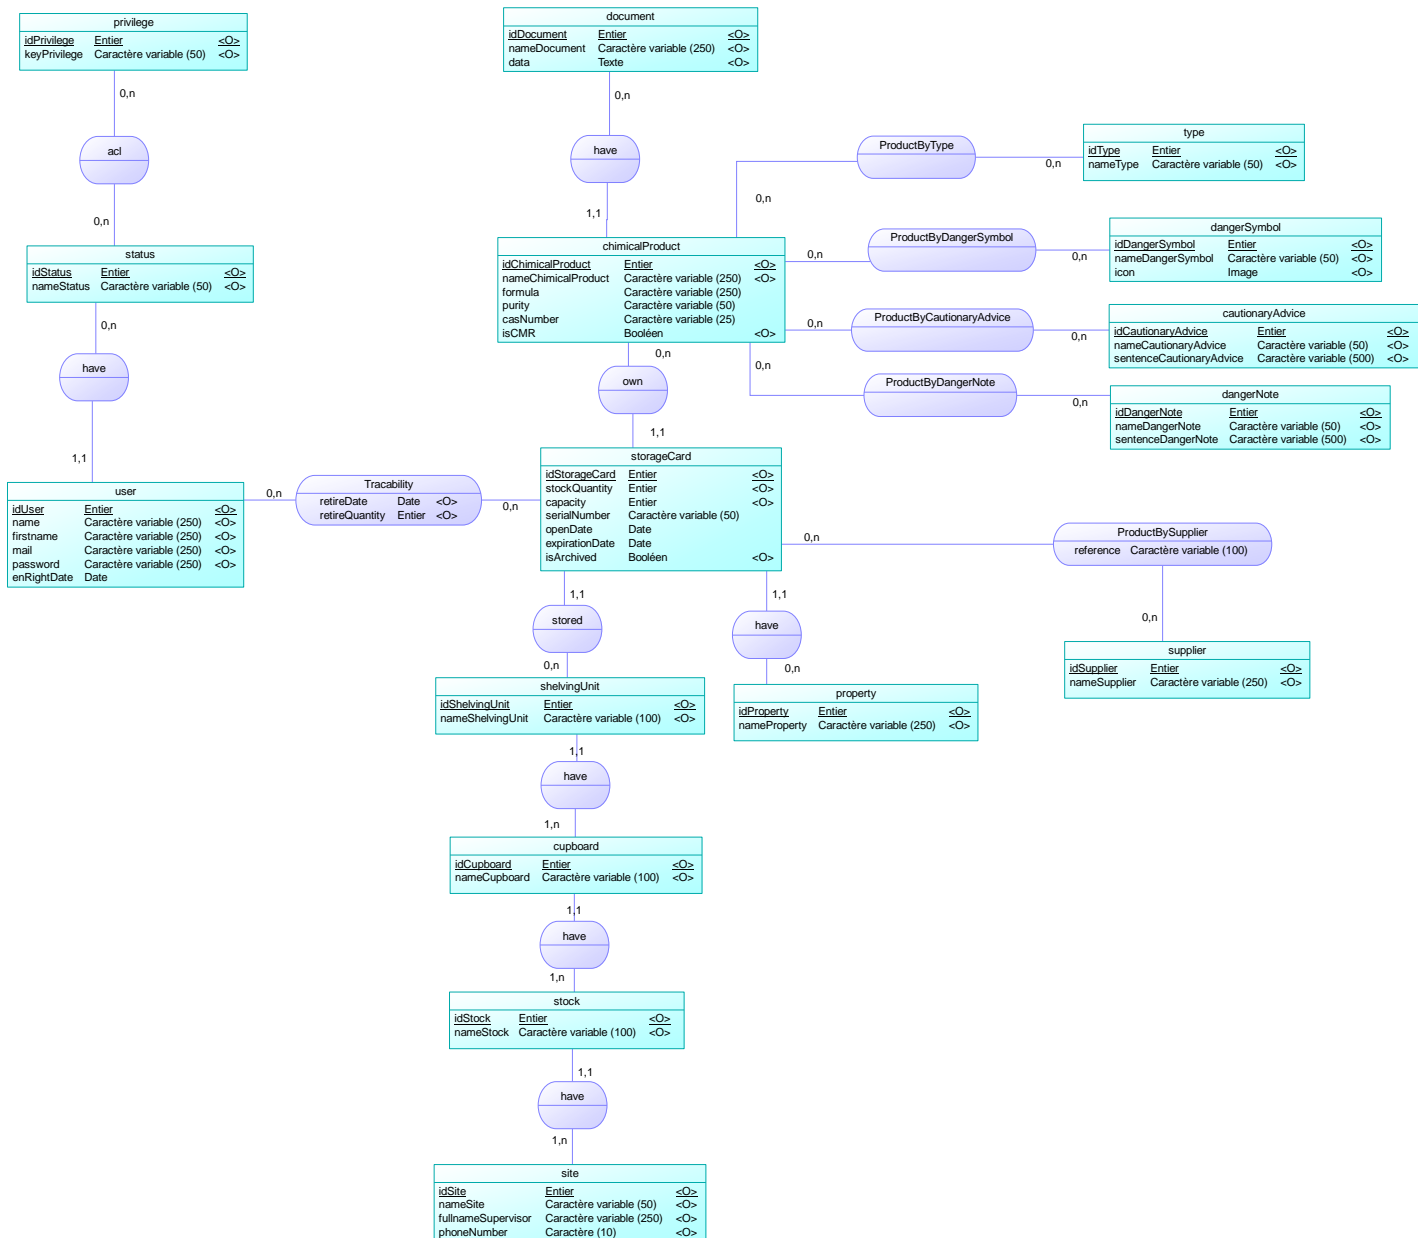 privilege
idPrivilege Entier <O>
keyPrivilege Caractère variable (50) <O>
0,n
acl
0,n
status
idStatus Entier <O>
nameStatus Caractère variable (50) <O>
0,n
have
1,1
user
idUser Entier <O>
name Caractère variable (250) <O>
firstname Caractère variable (250) <O>
mail Caractère variable (250) <O>
password Caractère variable (250) <O>
enRightDate Date
0,n
Tracability
retireDate Date <O>
retireQuantity Entier <O>
0,n
document
idDocument Entier <O>
nameDocument Caractère variable (250) <O>
data Texte <O>
0,n
have
1,1
chimicalProduct
idChimicalProduct Entier <O>
nameChimicalProduct Caractère variable (250) <O>
formula Caractère variable (250)
purity Caractère variable (50)
casNumber Caractère variable (25)
isCMR Booléen <O>
0,n
ProductByType
0,n
type
idType Entier <O>
nameType Caractère variable (50) <O>
0,n
ProductByDangerSymbol
0,n
dangerSymbol
idDangerSymbol Entier <O>
nameDangerSymbol Caractère variable (50) <O>
icon Image <O>
0,n
ProductByCautionaryAdvice
0,n
cautionaryAdvice
idCautionaryAdvice Entier <O>
nameCautionaryAdvice Caractère variable (50) <O>
sentenceCautionaryAdvice Caractère variable (500) <O>
0,n
ProductByDangerNote
0,n
dangerNote
idDangerNote Entier <O>
nameDangerNote Caractère variable (50) <O>
sentenceDangerNote Caractère variable (500) <O>
0,n
own
1,1
storageCard
idStorageCard Entier <O>
stockQuantity Entier <O>
capacity Entier <O>
serialNumber Caractère variable (50)
openDate Date
expirationDate Date
isArchived Booléen <O>
0,n
ProductBySupplier
reference Caractère variable (100)
0,n
supplier
idSupplier Entier <O>
nameSupplier Caractère variable (250) <O>
1,1
have
0,n
property
idProperty Entier <O>
nameProperty Caractère variable (250) <O>
1,1
stored
0,n
shelvingUnit
idShelvingUnit Entier <O>
nameShelvingUnit Caractère variable (100) <O>
1,1
have
1,n
cupboard
idCupboard Entier <O>
nameCupboard Caractère variable (100) <O>
1,1
have
1,n
stock
idStock Entier <O>
nameStock Caractère variable (100) <O>
1,1
have
1,n
site
idSite Entier <O>
nameSite Caractère variable (50) <O>
fullnameSupervisor Caractère variable (250) <O>
phoneNumber Caractère (10) <O>